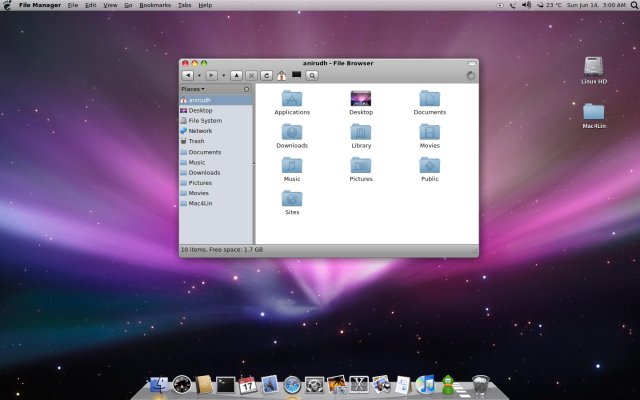 File Manager File Edit View Go Bookmarks Tabs Help
23 °C Sun Jun 14, 3:00 AM
anirudh - File Browser
Places
anirudh
Desktop
File System
Network
Trash
Documents
Music
Downloads
Pictures
Movies
Mac4Lin
Applications Desktop Documents
Downloads Library Movies
Music Pictures Public
Sites
10 items, Free space: 1.7 GB
Linux HD
Mac4Lin
17